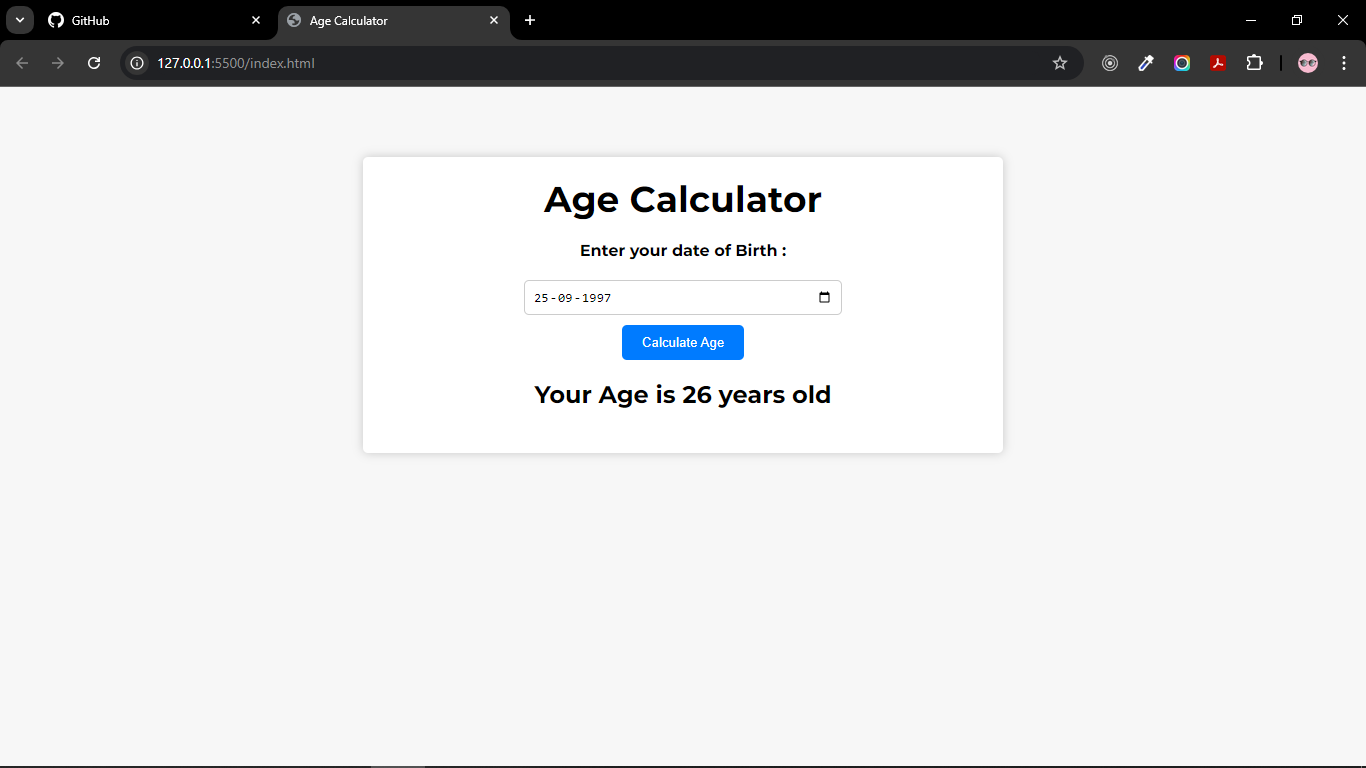 GitHub
Age Calculator
127.0.0.1:5500/index.html
Age Calculator
Enter your date of Birth :
25-09-1997
Calculate Age
Your Age is 26 years old